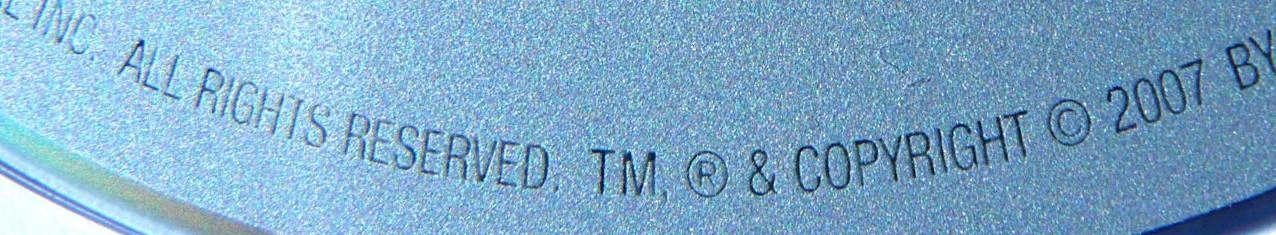 INC. ALL RIGHTS RESERVED. TM, ® & COPYRIGHT © 2007 BY